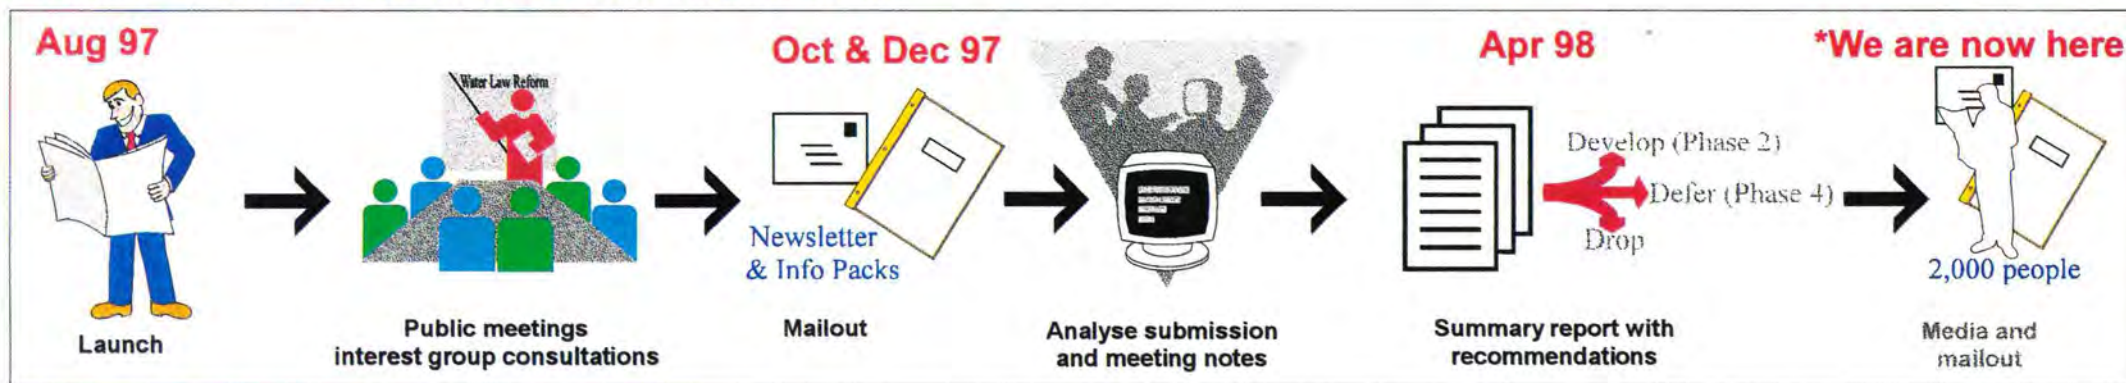 Aug 97
Launch
Water Law Reform
Public meetings
interest group consultations
Oct & Dec 97
Newsletter
& Info Packs
Mailout
Analyse submission
and meeting notes
Apr 98
Develop (Phase 2)
Defer (Phase 4)
Drop
Summary report with
recommendations
*We are now here
2,000 people
Media and
mailout